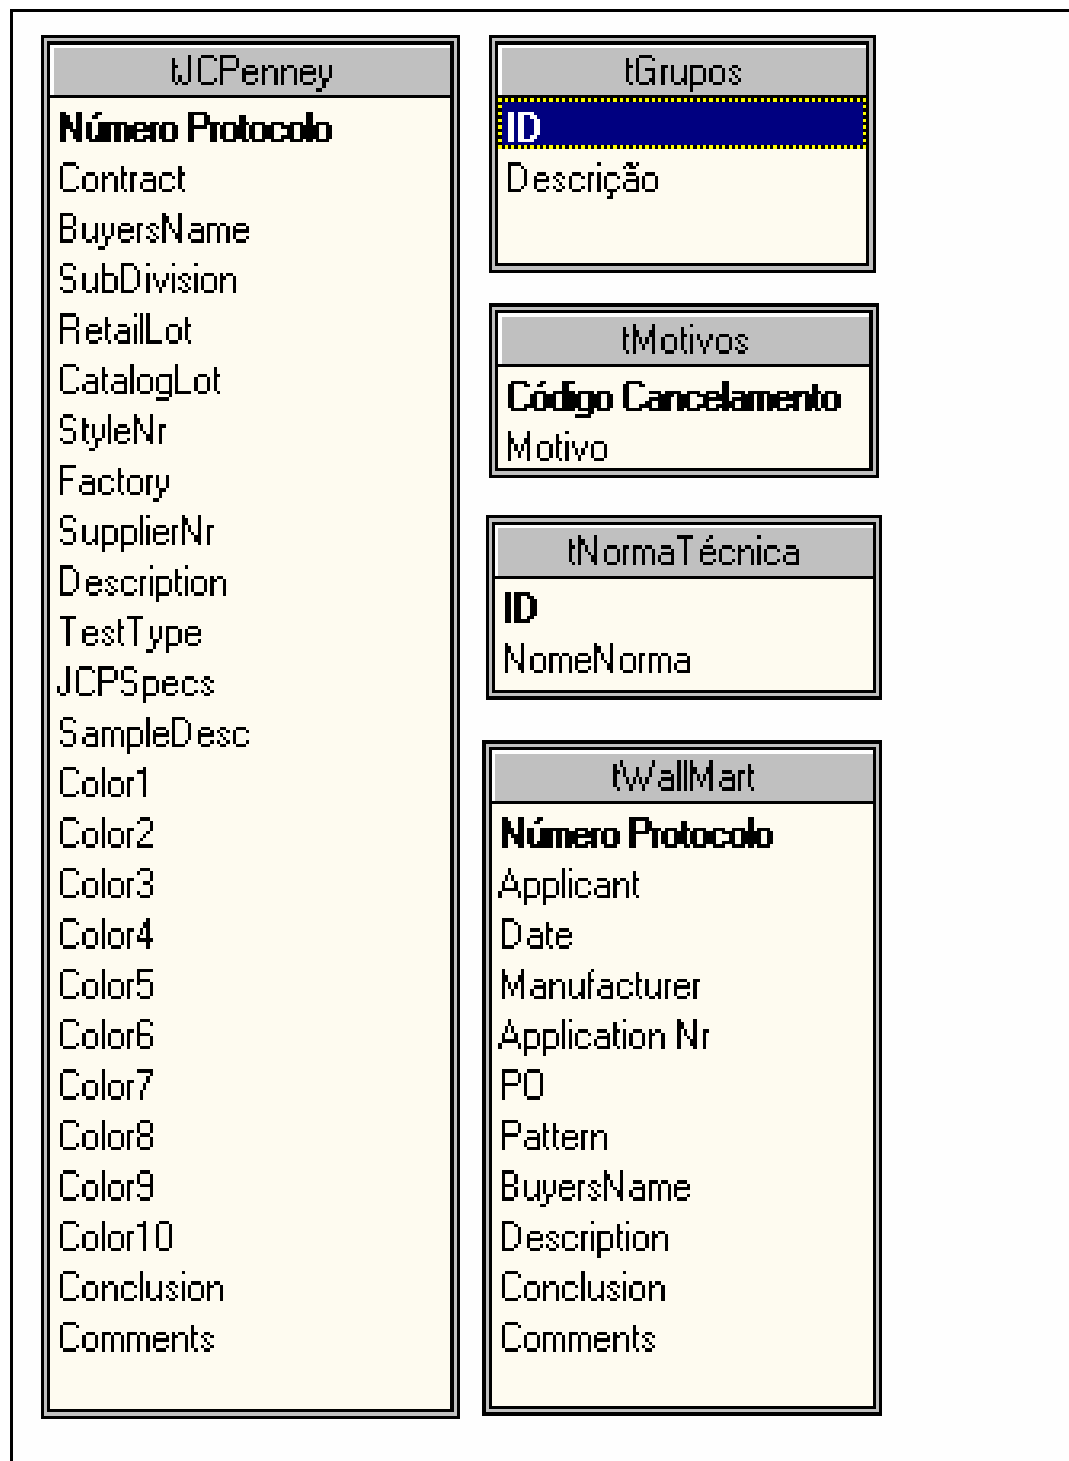 tJCPenney
Número Protocolo
Contract
BuyersName
SubDivision
RetailLot
CatalogLot
StyleNr
Factory
SupplierNr
Description
TestType
JCPSpecs
SampleDesc
Color1
Color2
Color3
Color4
Color5
Color6
Color7
Color8
Color9
Color10
Conclusion
Comments
tGrupos
ID
Descrição
tMotivos
Código Cancelamento
Motivo
tNormaTécnica
ID
NomeNorma
tWallMart
Número Protocolo
Applicant
Date
Manufacturer
Application Nr
PO
Pattern
BuyersName
Description
Conclusion
Comments